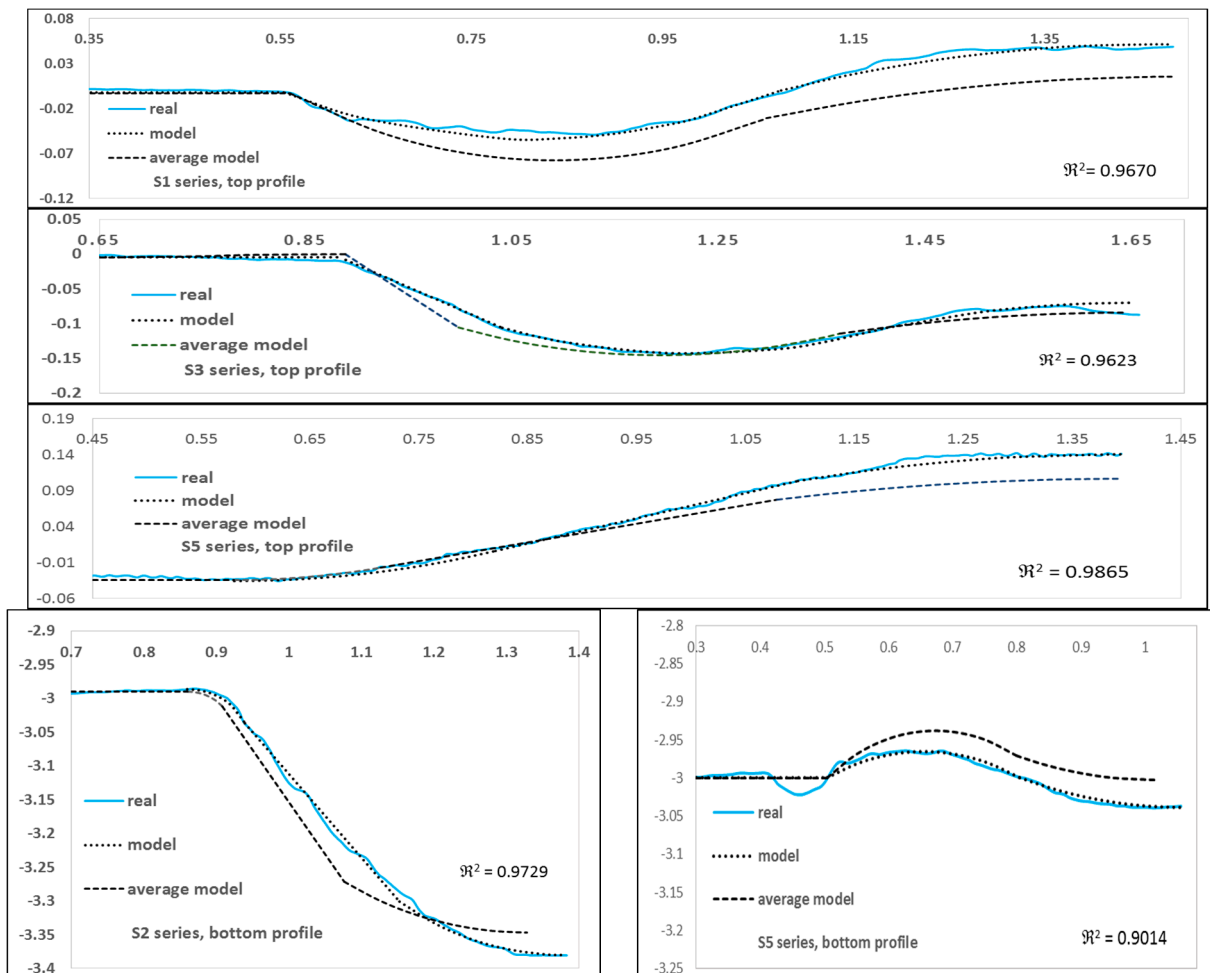 0.08
0.35 0.55 0.75 0.95 1.15 1.35
0.03
-0.02
real
model
-0.07
average model
S1 series, top profile
ℜ²= 0.9670
-0.12
0.05
0.65 0.85 1.05 1.25 1.45 1.65
0
-0.05
real
-0.1
model
average model
-0.15
S3 series, top profile
ℜ² = 0.9623
-0.2
0.19
0.45 0.55 0.65 0.75 0.85 0.95 1.05 1.15 1.25 1.35 1.45
0.14
real
0.09
model
0.04
average model
S5 series, top profile
-0.01
ℜ² = 0.9865
-0.06
-2.9
0.7 0.8 0.9 1 1.1 1.2 1.3 1.4
-2.95
-3
-3.05
-3.1
-3.15
real
-3.2
model
-3.25
ℜ² = 0.9729
average model
-3.3
S2 series, bottom profile
-3.35
-3.4
-2.8
0.3 0.4 0.5 0.6 0.7 0.8 0.9 1
-2.85
-2.9
-2.95
-3
real
-3.05
model
-3.1
average model
-3.15
S5 series, bottom profile
ℜ² = 0.9014
-3.2
-3.25